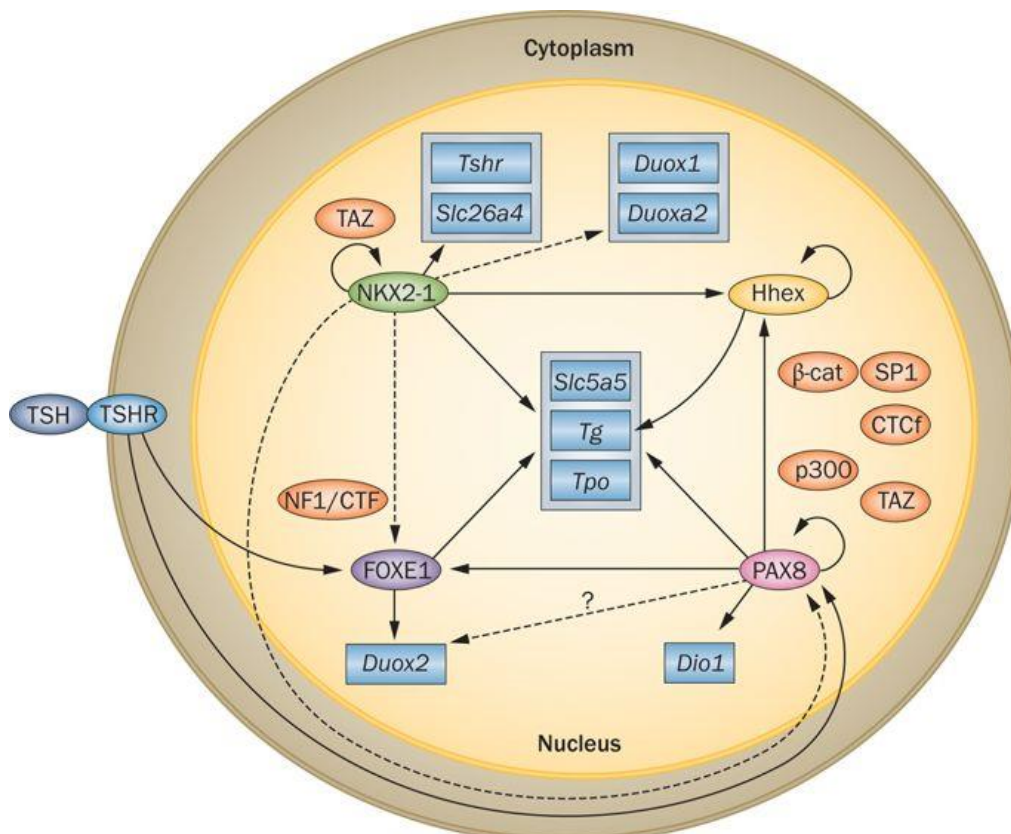 Cytoplasm
Tshr
Duox1
Slc26a4
Duoxa2
TAZ
NKX2-1
Hhex
β-cat
SP1
Slc5a5
TSH
TSHR
Tg
CTCf
Tpo
p300
NF1/CTF
TAZ
FOXE1
PAX8
?
Duox2
Dio1
Nucleus